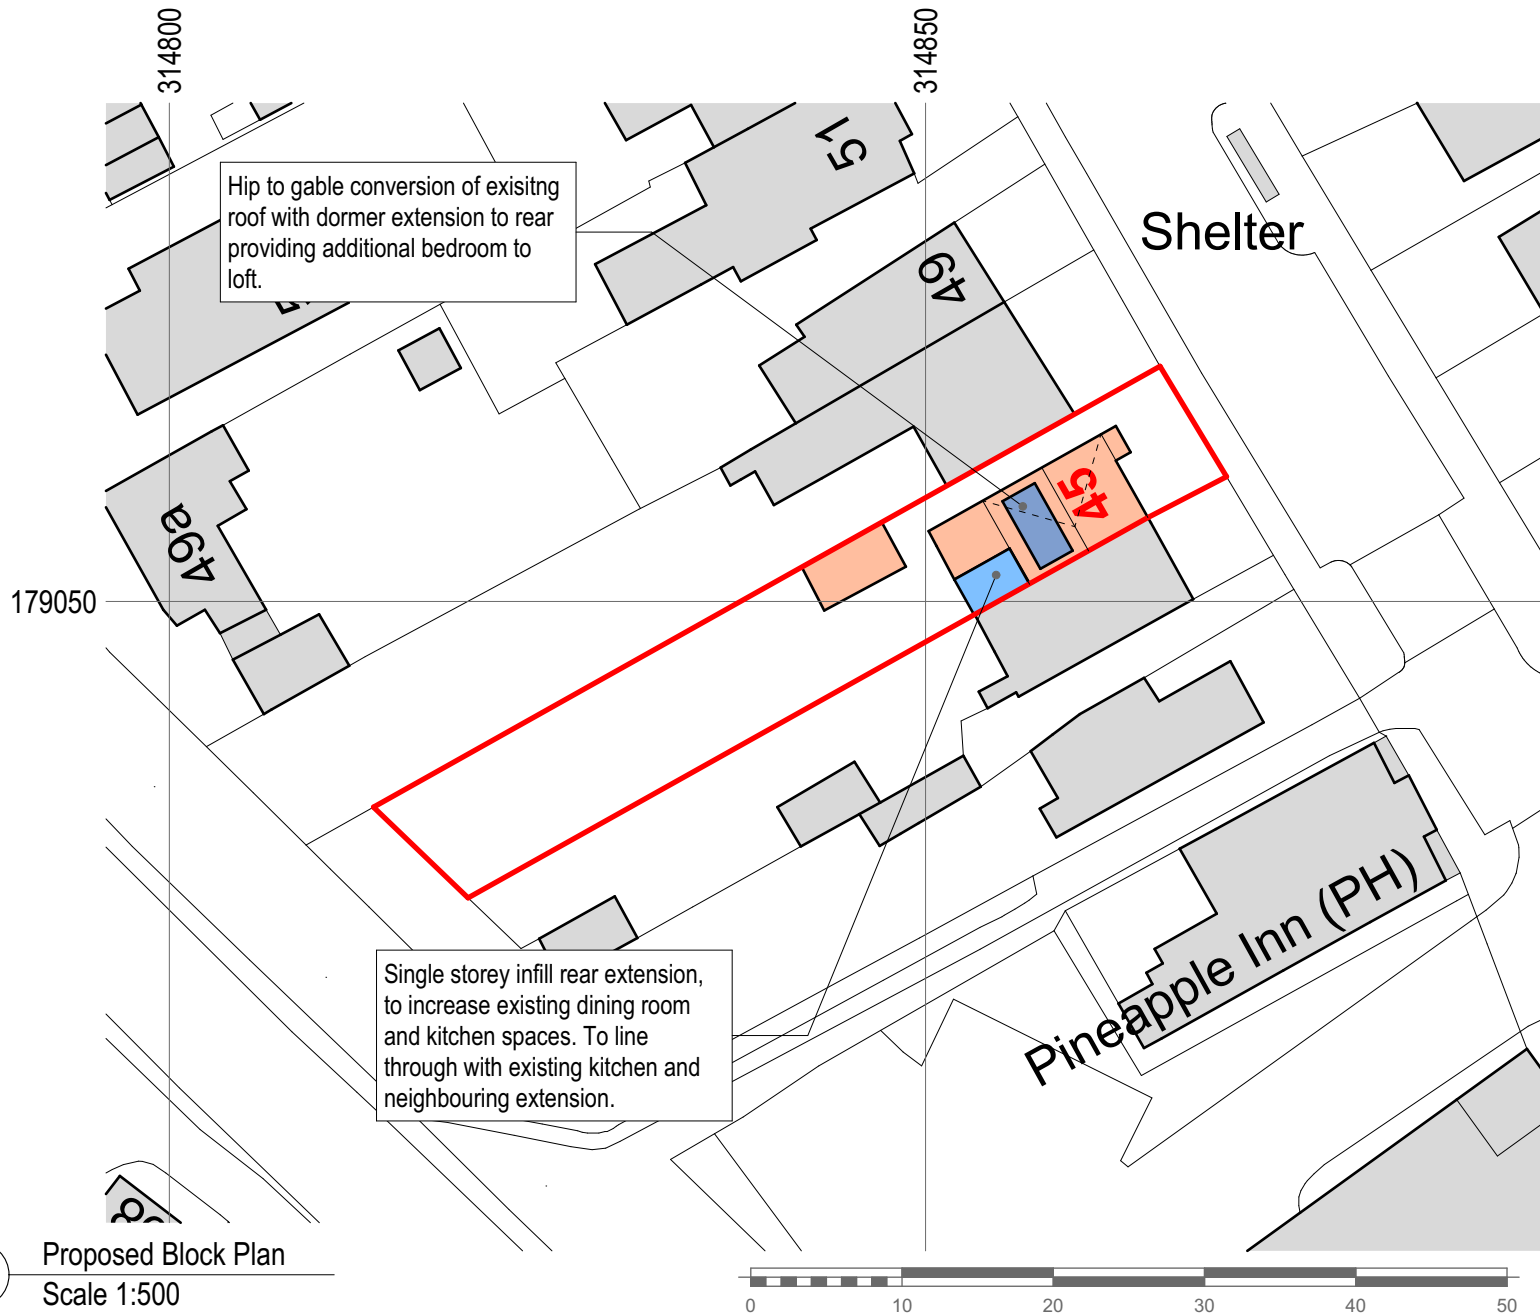 314800
314850
51
Hip to gable conversion of exisitng
roof with dormer extension to rear
providing additional bedroom to
loft.
Shelter
49
45
49a
179050
Pineapple Inn (PH)
Single storey infill rear extension,
to increase existing dining room
and kitchen spaces. To line
through with existing kitchen and
neighbouring extension.
Proposed Block Plan
Scale 1:500
0 10 20 30 40 50